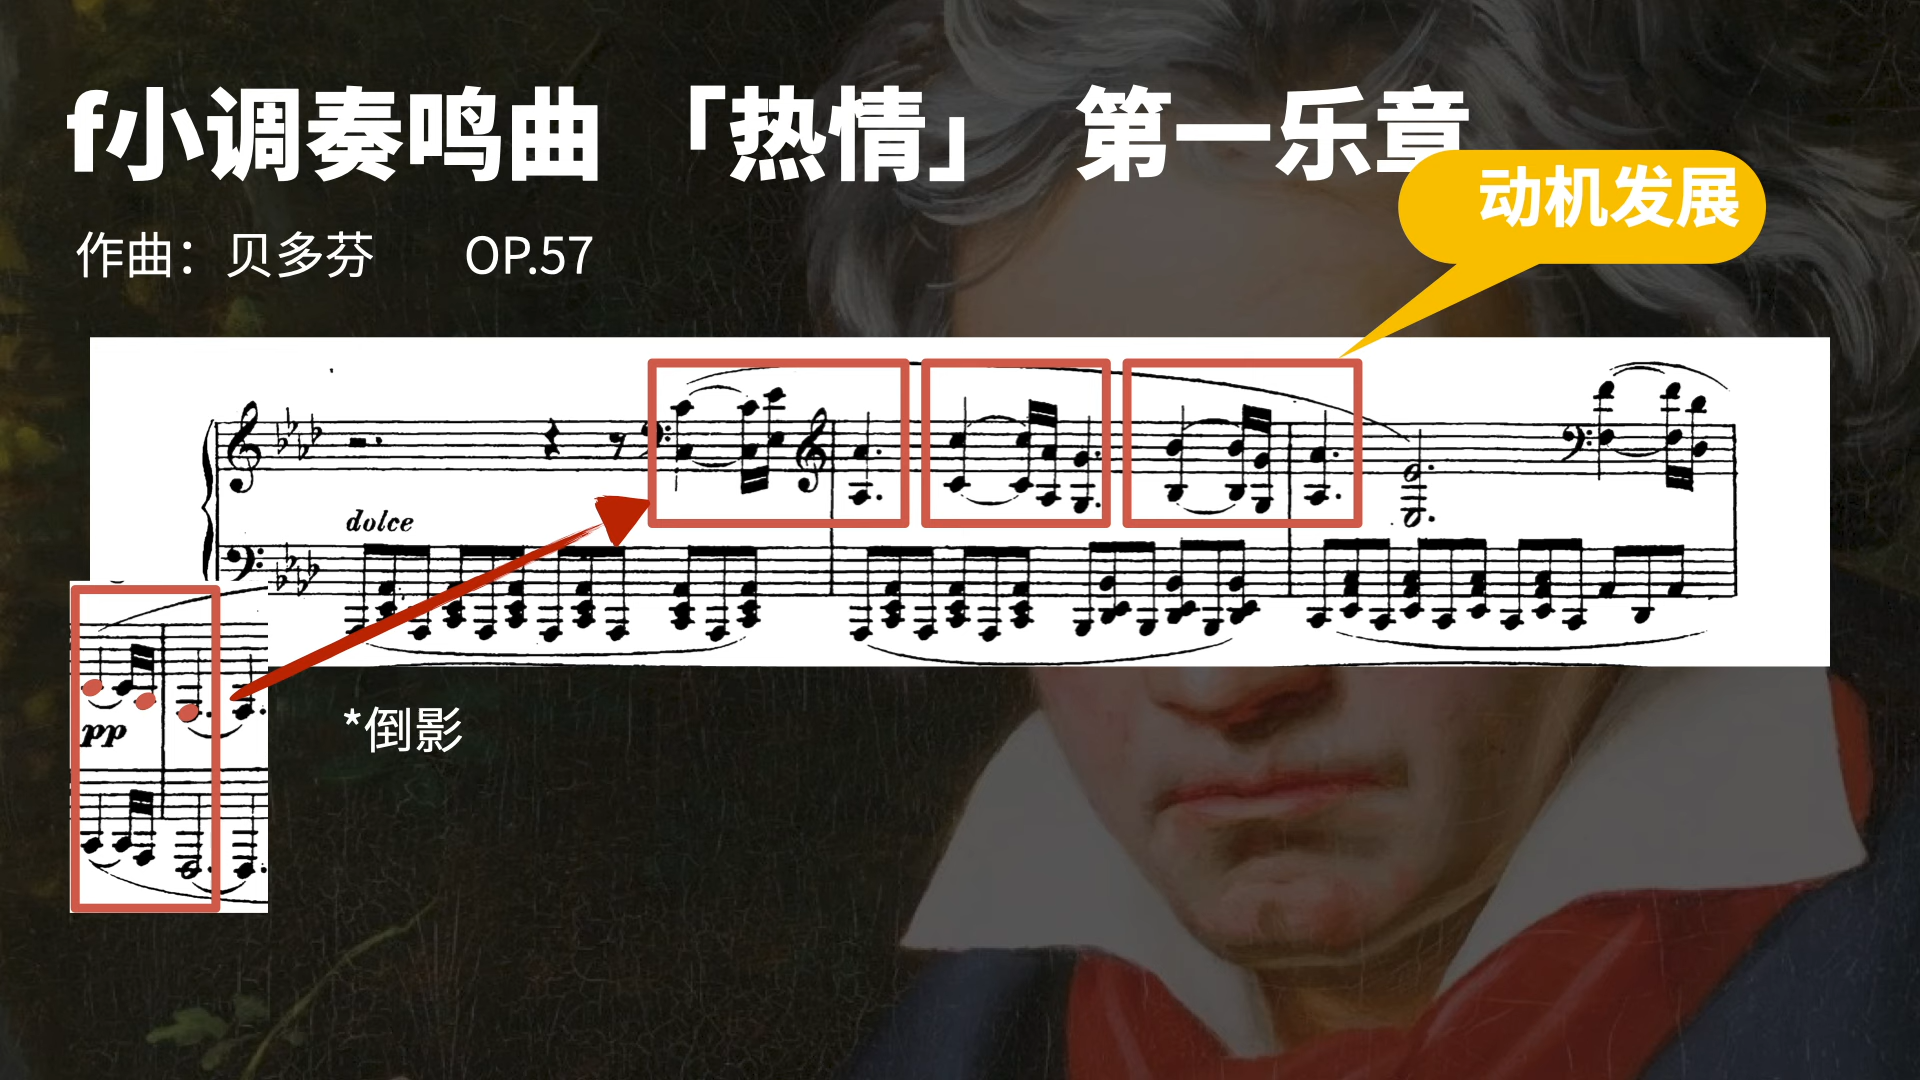 f小调奏鸣曲 「热情」 第一乐章
动机发展
作曲：贝多芬 OP.57
dolce
pp
*倒影